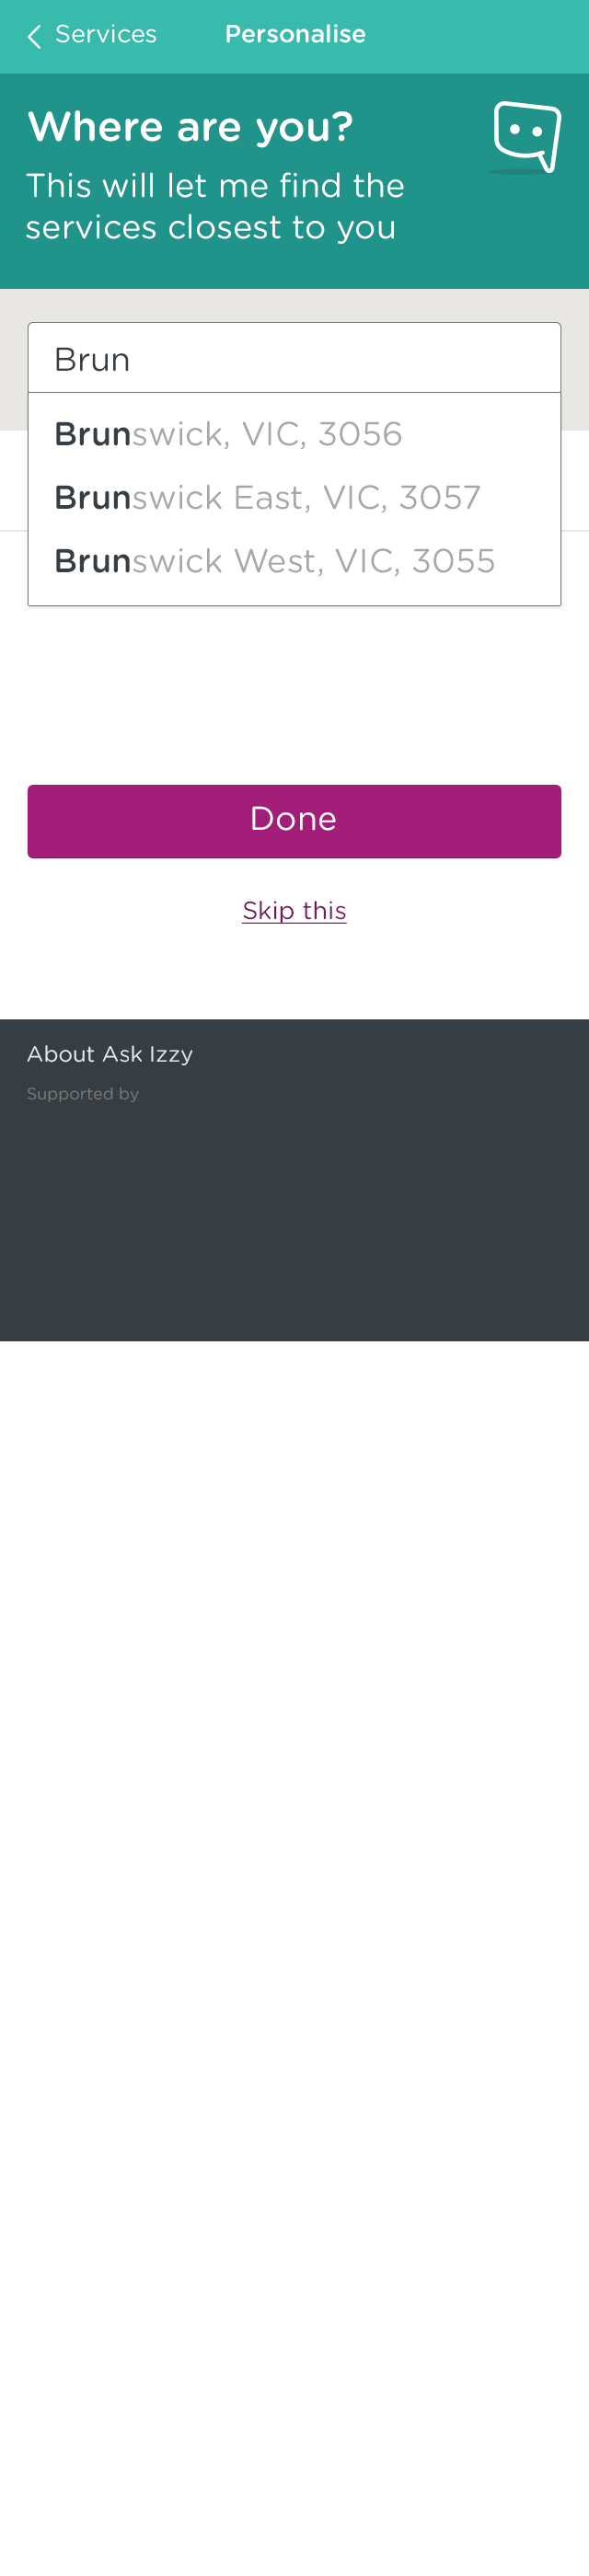 Services
Personalise
Where are you?
This will let me find the
services closest to you
Brun
Brunswick, VIC, 3056
Brunswick East, VIC, 3057
Brunswick West, VIC, 3055
Done
Skip this
About Ask Izzy
Supported by